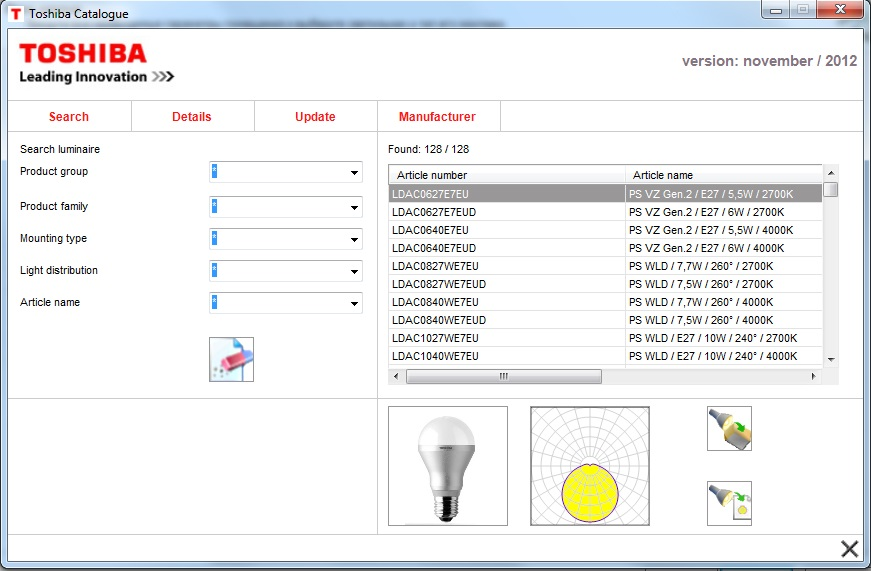 Toshiba Catalogue
TOSHIBA
Leading Innovation >>>
version: november / 2012
Search Details Update Manufacturer
Search luminaire
Product group *
Product family *
Mounting type *
Light distribution *
Article name *
Found: 128 / 128
Article number Article name
LDAC0627E7EU PS VZ Gen.2 / E27 / 5,5W / 2700K
LDAC0627E7EUD PS VZ Gen.2 / E27 / 6W / 2700K
LDAC0640E7EU PS VZ Gen.2 / E27 / 5,5W / 4000K
LDAC0640E7EUD PS VZ Gen.2 / E27 / 6W / 4000K
LDAC0827WE7EU PS WLD / 7,7W / 260° / 2700K
LDAC0827WE7EUD PS WLD / 7,5W / 260° / 2700K
LDAC0840WE7EU PS WLD / 7,7W / 260° / 4000K
LDAC0840WE7EUD PS WLD / 7,5W / 260° / 4000K
LDAC1027WE7EU PS WLD / E27 / 10W / 240° / 2700K
LDAC1040WE7EU PS WLD / E27 / 10W / 240° / 4000K